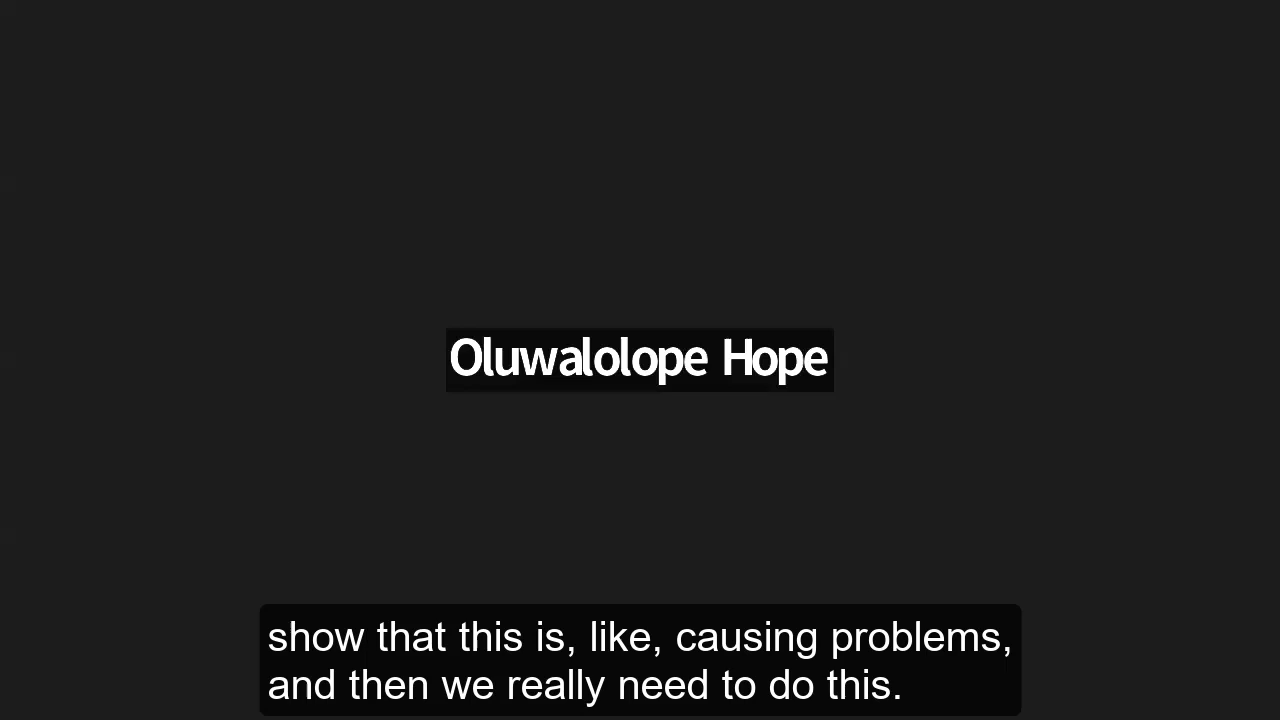 Oluwalolope Hope
show that this is, like, causing problems,
and then we really need to do this.